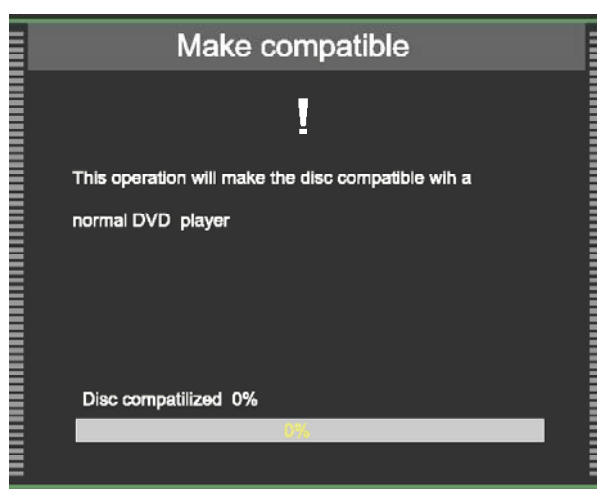 Make compatible
!
This operation will make the disc compatible wih a
normal DVD player
Disc compatilized 0%
0%